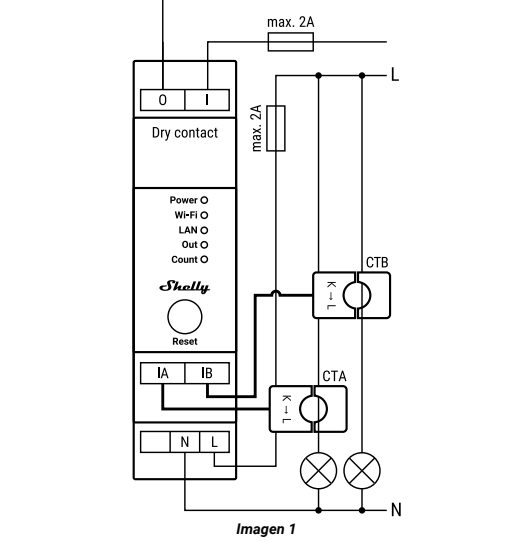 max. 2A
L
max. 2A
O I
Dry contact
Power
Wi-Fi
LAN
Out
Count
Shelly
Reset
CTB
K → L
IA IB
CTA
K → L
N L
N
Imagen 1